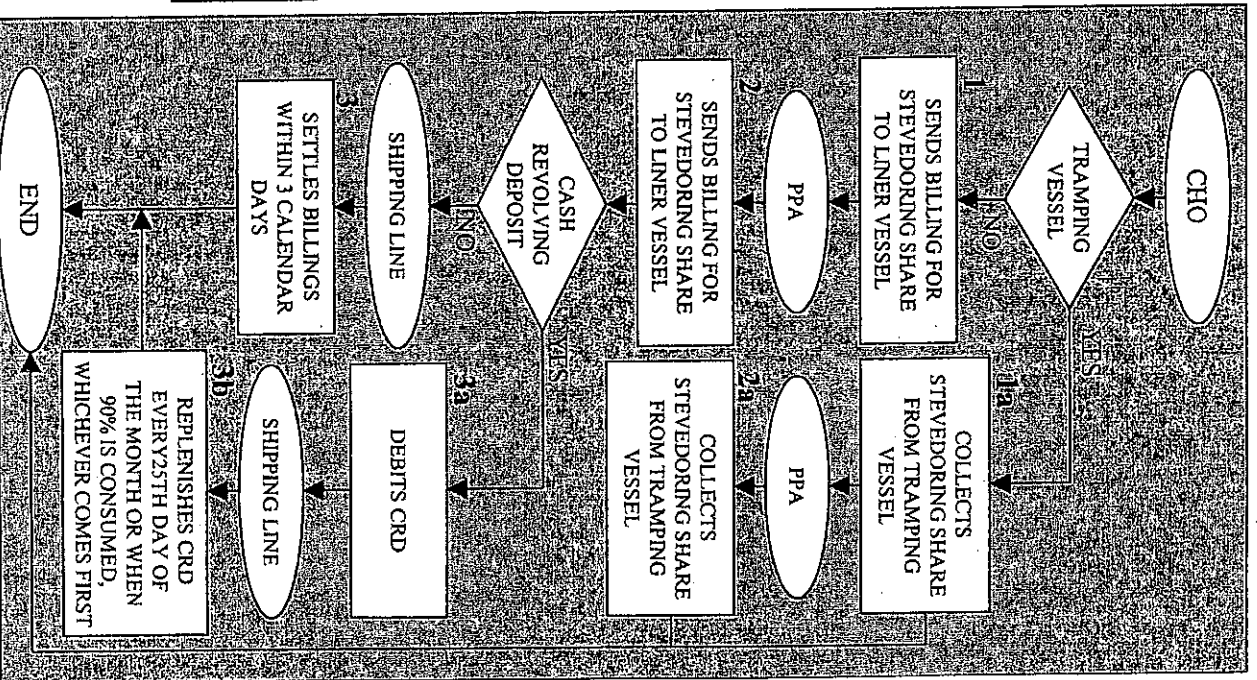 CHO
TRAMPING
VESSEL
YES
NO
1
SENDS BILLING FOR
STEVEDORING SHARE
TO LINER VESSEL
1a
COLLECTS
STEVEDORING SHARE
FROM TRAMPING
VESSEL
PPA
PPA
2
SENDS BILLING FOR
STEVEDORING SHARE
TO LINER VESSEL
2a
COLLECTS
STEVEDORING SHARE
FROM TRAMPING
VESSEL
CASH
REVOLVING
DEPOSIT
YES
NO
SHIPPING LINE
3a
DEBITS CRD
3
SETTLES BILLINGS
WITHIN 3 CALENDAR
DAYS
SHIPPING LINE
3b
REPLENISHES CRD
EVERY25TH DAY OF
THE MONTH OR WHEN
90% IS CONSUMED,
WHICHEVER COMES FIRST
END